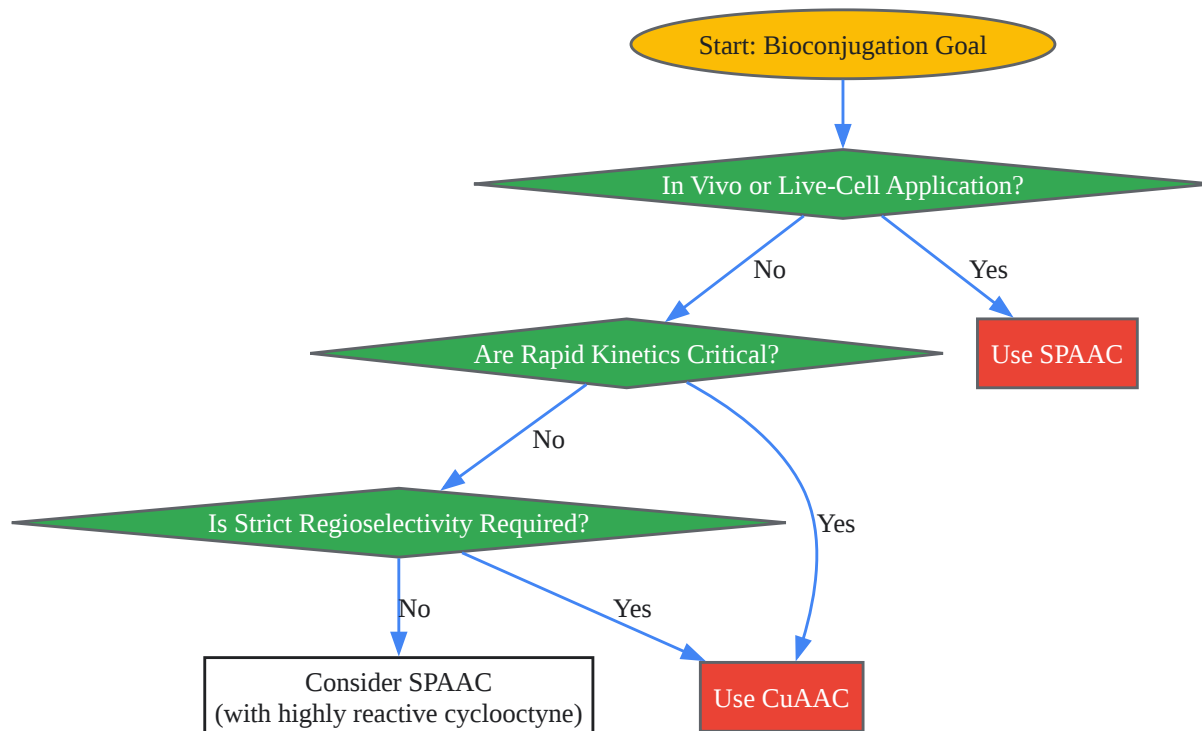 Start: Bioconjugation Goal
In Vivo or Live-Cell Application?
No
Yes
Are Rapid Kinetics Critical?
Use SPAAC
No
Is Strict Regioselectivity Required?
Yes
No
Yes
Consider SPAAC
(with highly reactive cyclooctyne)
Use CuAAC